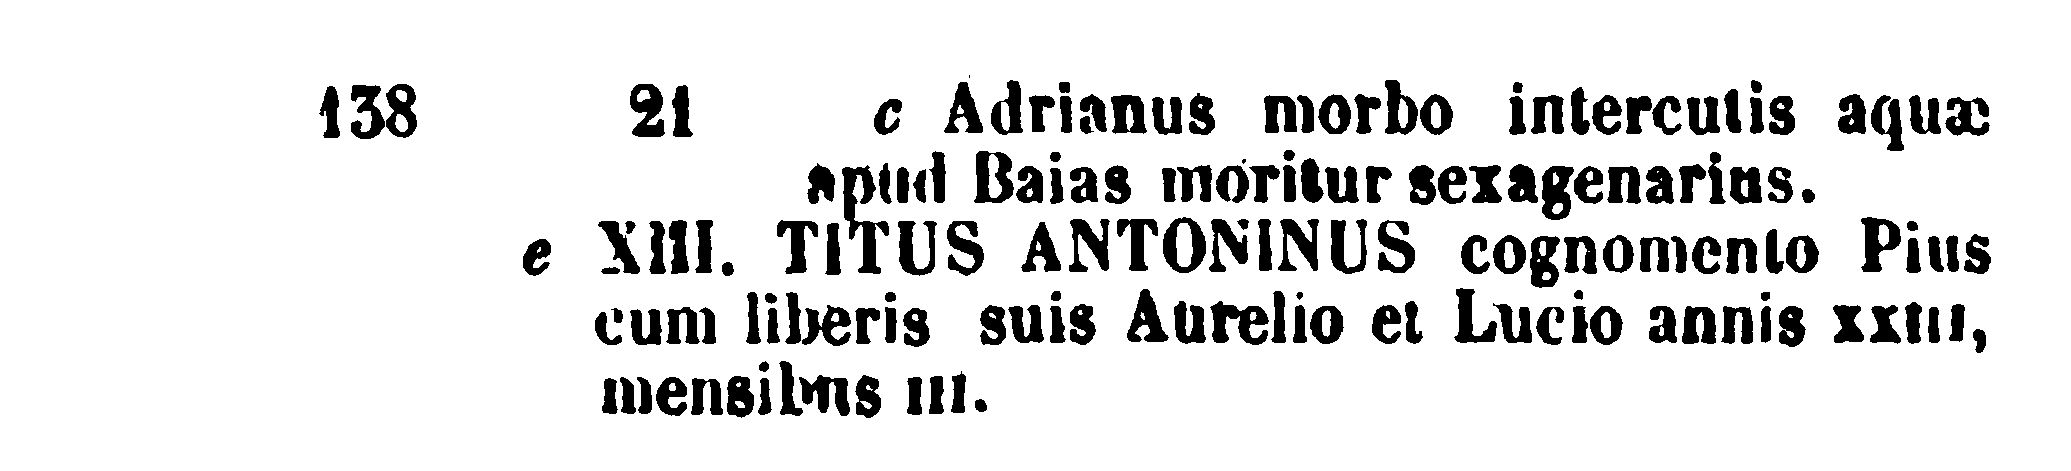 138 21 c Adrianus morbo intercutis aquæ
apud Baias moritur sexagenarius.
e XIII. TITUS ANTONINUS cognomento Pius
cum liberis suis Aurelio et Lucio annis xxiii,
mensibus iii.